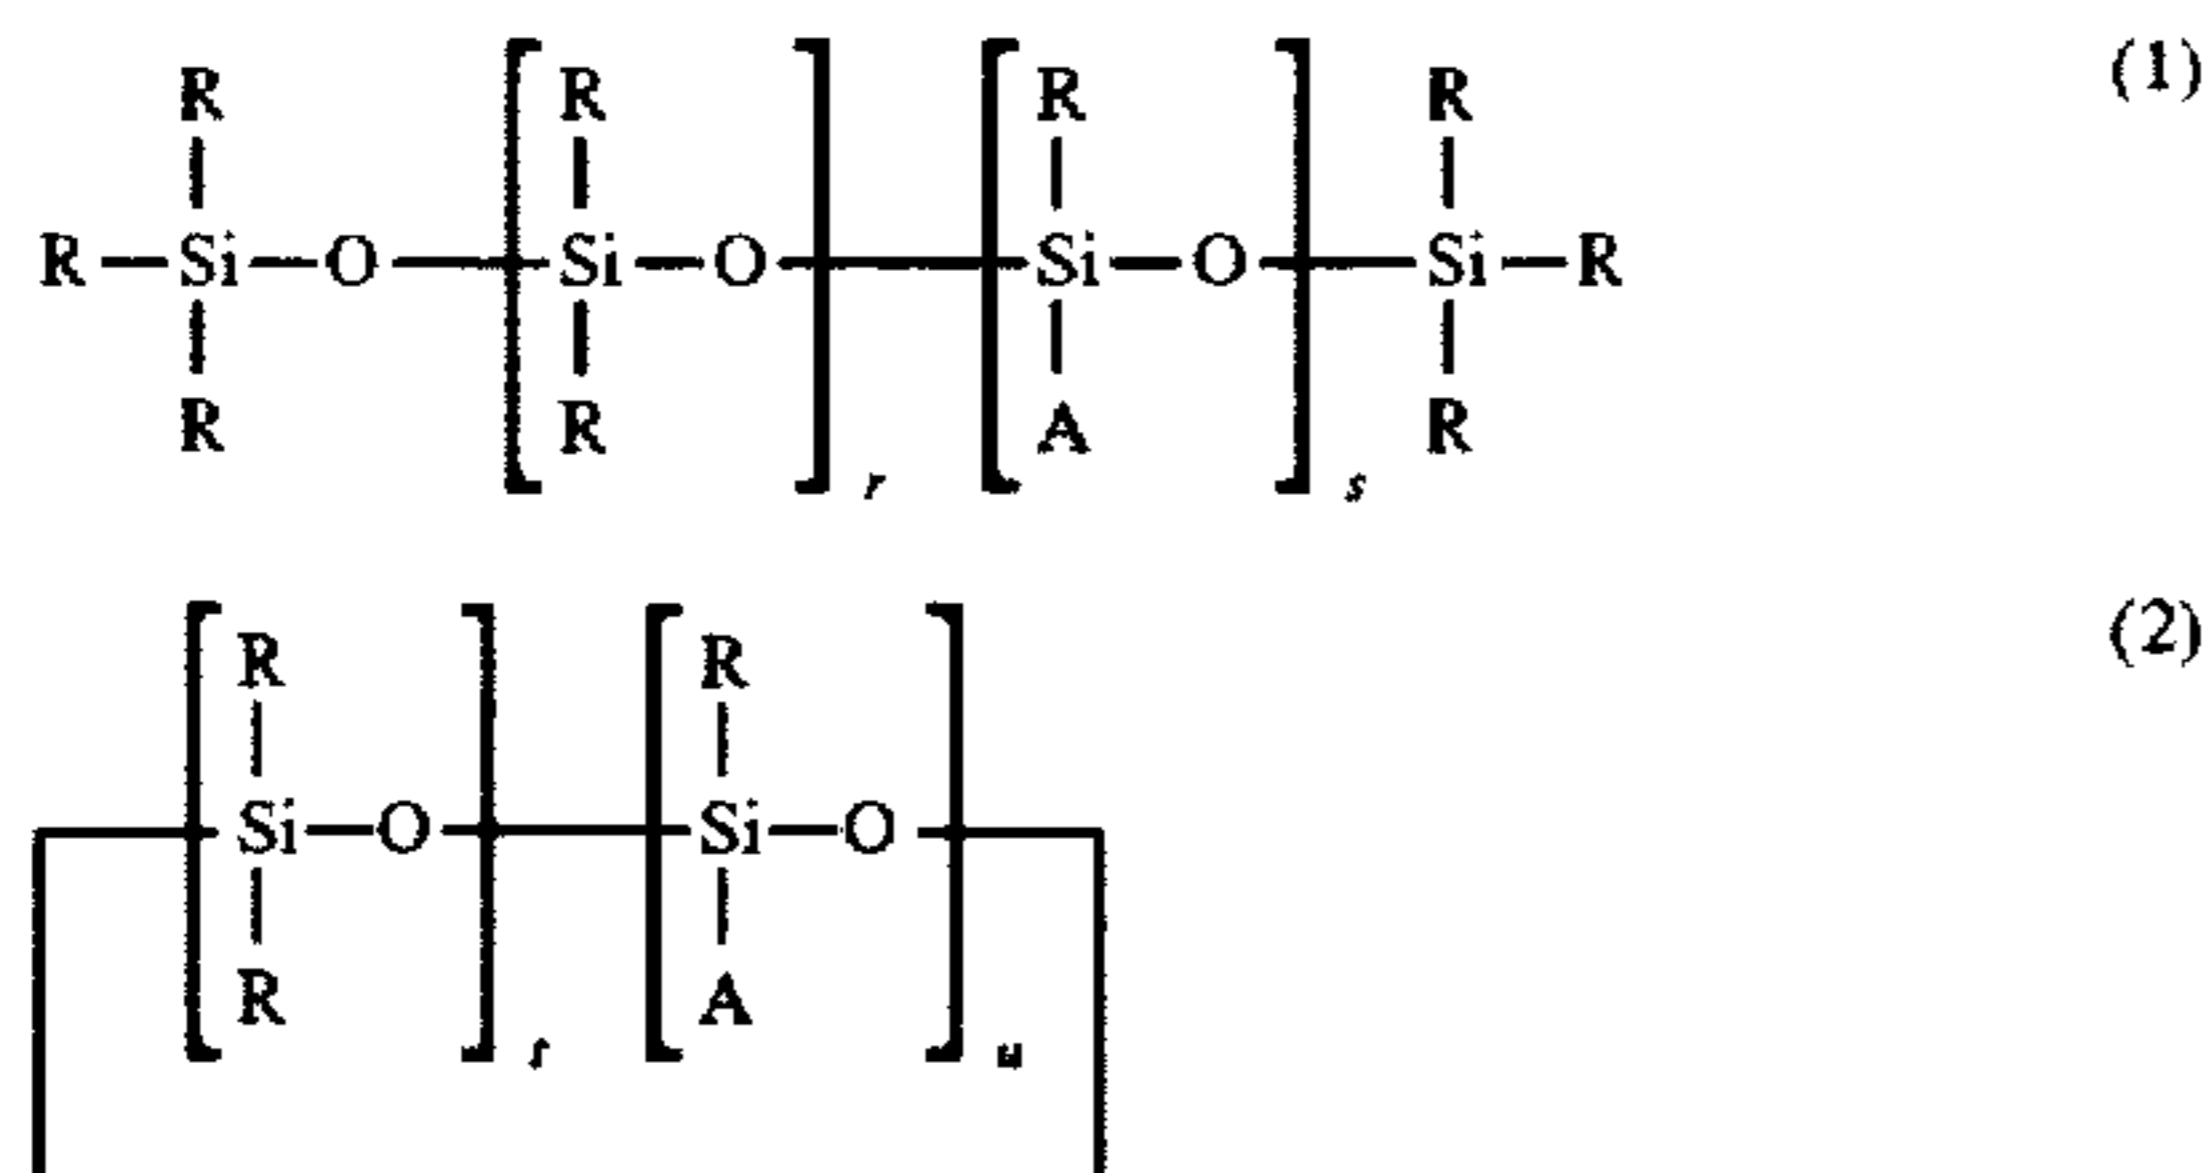 R R R R (1)
R—Si—O—[Si—O]—[Si—O]—Si—R
R R A R
r s
R R (2)
[Si—O]—[Si—O]
R A
u